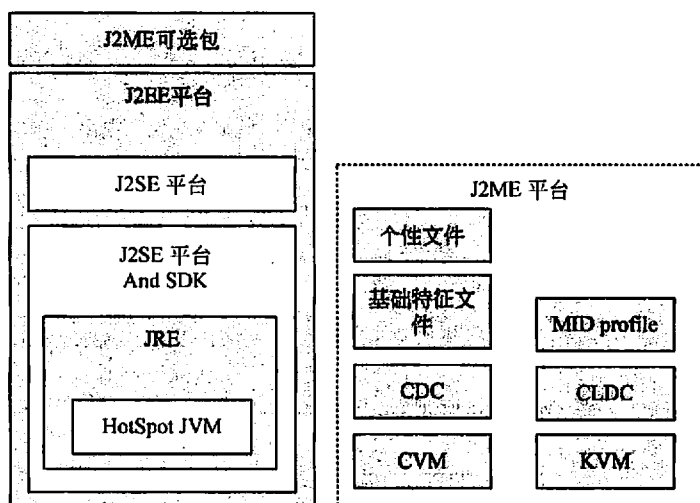 J2ME可选包
J2EE平台
J2SE 平台
J2SE 平台
And SDK
JRE
HotSpot JVM
J2ME 平台
个性文件
基础特征文
件
MID profile
CDC
CLDC
CVM
KVM